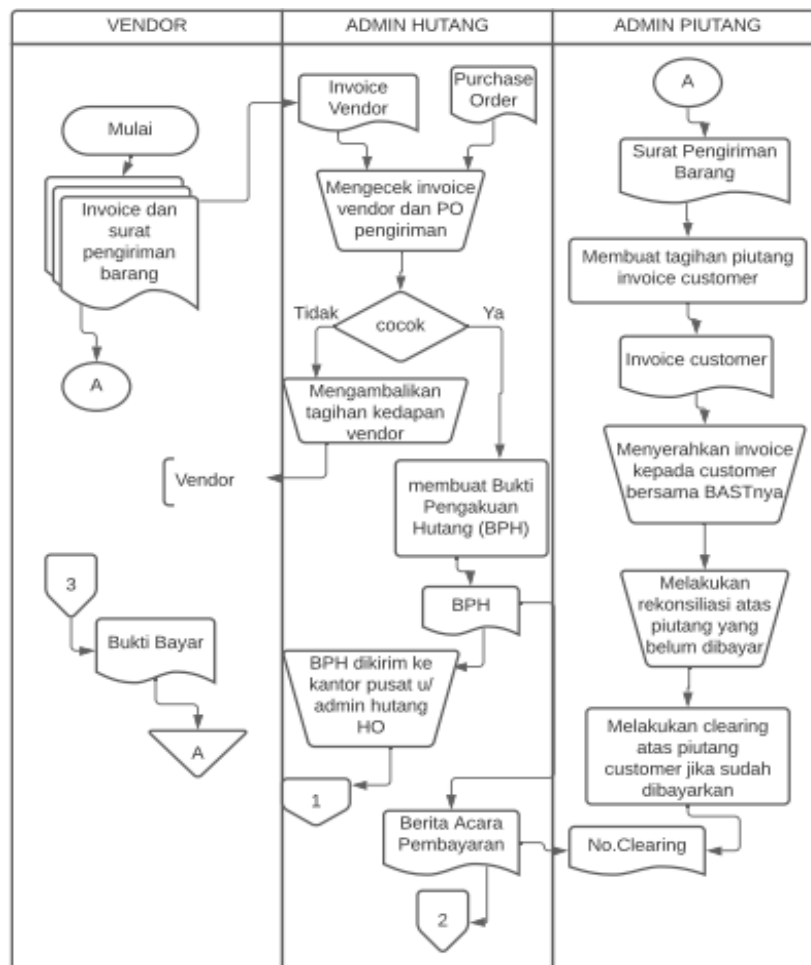 VENDOR
ADMIN HUTANG
ADMIN PIUTANG
Mulai
Invoice dan
surat
pengiriman
barang
A
Vendor
3
Bukti Bayar
A
Invoice
Vendor
Purchase
Order
Mengecek invoice
vendor dan PO
pengiriman
cocok
Tidak
Ya
Mengambalikan
tagihan kedapan
vendor
membuat Bukti
Pengakuan
Hutang (BPH)
BPH
BPH dikirim ke
kantor pusat u/
admin hutang
HO
1
Berita Acara
Pembayaran
2
A
Surat Pengiriman
Barang
Membuat tagihan piutang
invoice customer
Invoice customer
Menyerahkan invoice
kepada customer
bersama BASTnya
Melakukan
rekonsiliasi atas
piutang yang
belum dibayar
Melakukan clearing
atas piutang
customer jika sudah
dibayarkan
No.Clearing